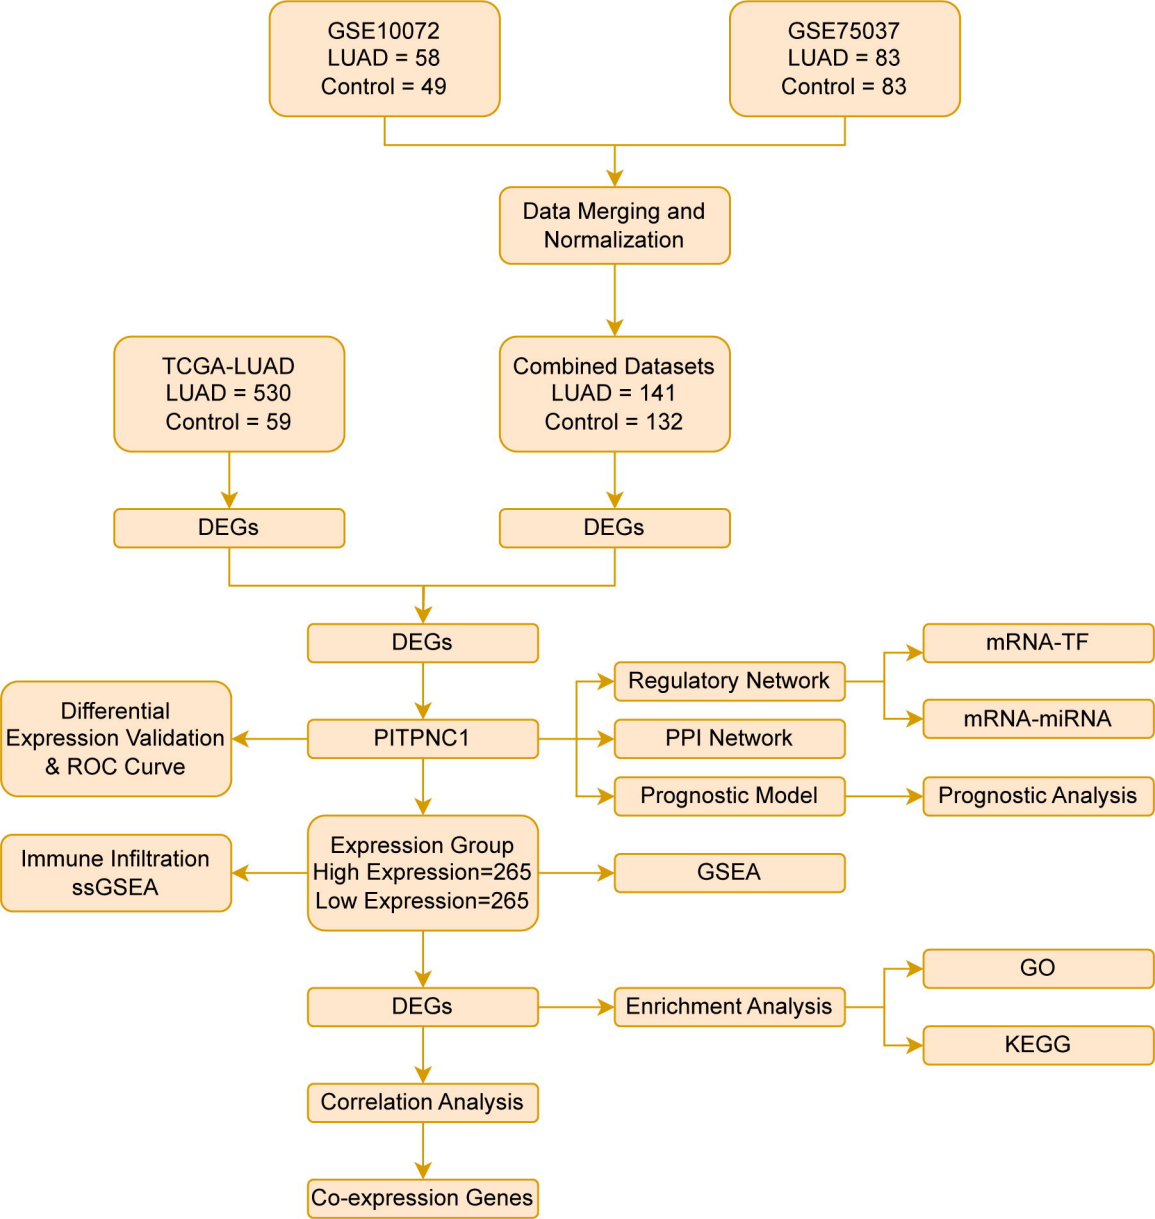 GSE10072
LUAD = 58
Control = 49
GSE75037
LUAD = 83
Control = 83
Data Merging and
Normalization
TCGA-LUAD
LUAD = 530
Control = 59
Combined Datasets
LUAD = 141
Control = 132
DEGs
DEGs
DEGs
mRNA-TF
Regulatory Network
mRNA-miRNA
Differential
Expression Validation
& ROC Curve
PITPNC1
PPI Network
Prognostic Model
Prognostic Analysis
Immune Infiltration
ssGSEA
Expression Group
High Expression=265
Low Expression=265
GSEA
GO
DEGs
Enrichment Analysis
KEGG
Correlation Analysis
Co-expression Genes